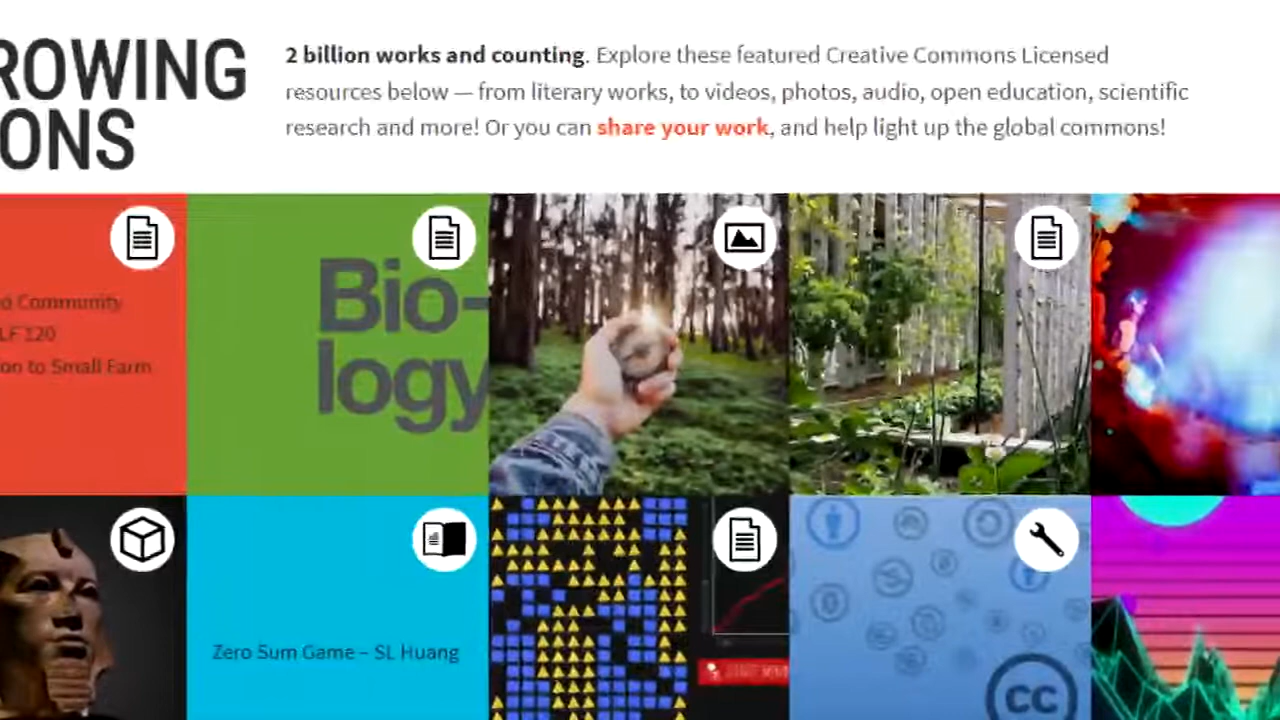 ROWING
ONS
2 billion works and counting. Explore these featured Creative Commons Licensed
resources below — from literary works, to videos, photos, audio, open education, scientific
research and more! Or you can share your work, and help light up the global commons!
d Community
LF 120
on to Small Farm
Bio-
logy
Zero Sum Game – SL Huang
cc